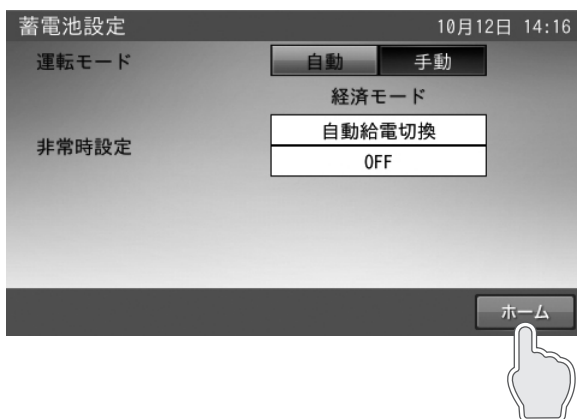 蓄電池設定 10月12日 14:16
運転モード 自動 手動
経済モード
非常時設定 自動給電切換
OFF
ホーム